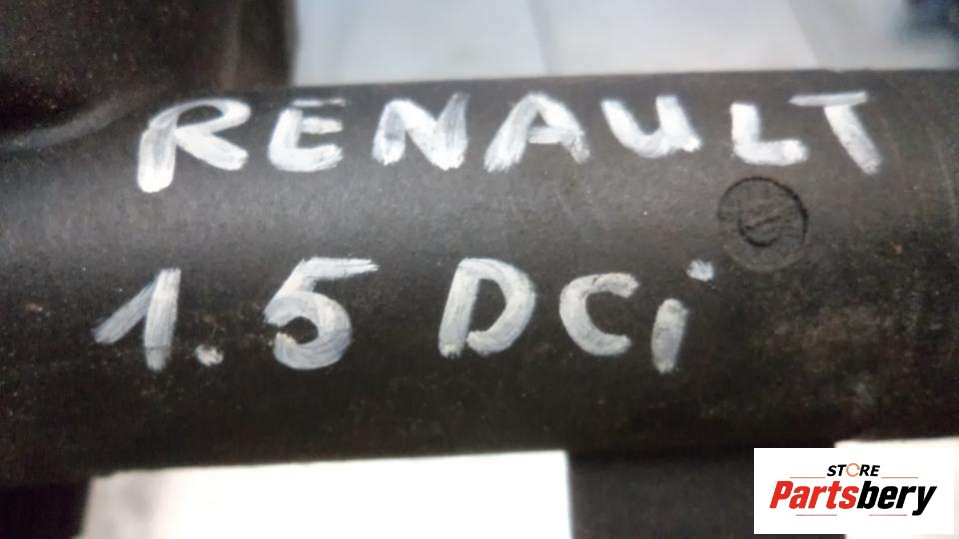 RENAULT
1.5 DCi
STORE
Partsbery